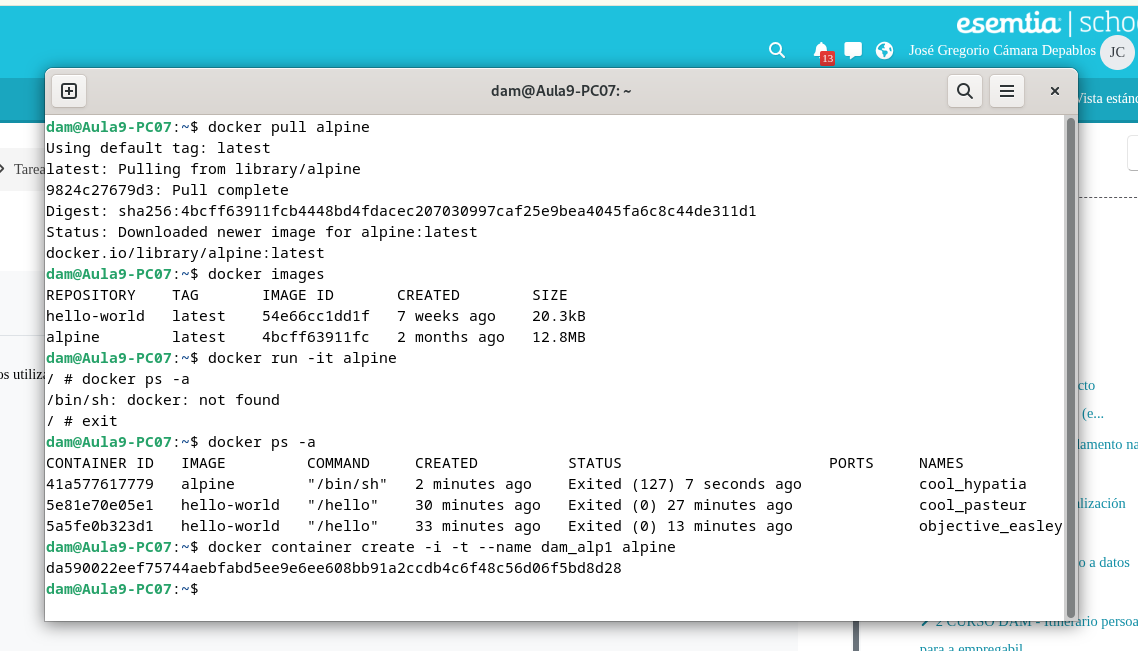 esemtia | schoo
13
José Gregorio Cámara Depablos JC
dam@Aula9-PC07: ~
Vista estánd
Tarea
dam@Aula9-PC07:~$ docker pull alpine
Using default tag: latest
latest: Pulling from library/alpine
9824c27679d3: Pull complete
Digest: sha256:4bcff63911fcb4448bd4fdacec207030997caf25e9bea4045fa6c8c44de311d1
Status: Downloaded newer image for alpine:latest
docker.io/library/alpine:latest
dam@Aula9-PC07:~$ docker images
REPOSITORY TAG IMAGE ID CREATED SIZE
hello-world latest 54e66cc1dd1f 7 weeks ago 20.3kB
alpine latest 4bcff63911fc 2 months ago 12.8MB
dam@Aula9-PC07:~$ docker run -it alpine
/ # docker ps -a
/bin/sh: docker: not found
/ # exit
dam@Aula9-PC07:~$ docker ps -a
CONTAINER ID IMAGE COMMAND CREATED STATUS PORTS NAMES
41a577617779 alpine "/bin/sh" 2 minutes ago Exited (127) 7 seconds ago cool_hypatia
5e81e70e05e1 hello-world "/hello" 30 minutes ago Exited (0) 27 minutes ago cool_pasteur
5a5fe0b323d1 hello-world "/hello" 33 minutes ago Exited (0) 13 minutes ago objective_easley
dam@Aula9-PC07:~$ docker container create -i -t --name dam_alp1 alpine
da590022eef75744aebfabd5ee9e6ee608bb91a2ccdb4c6f48c56d06f5bd8d28
dam@Aula9-PC07:~$
os utiliza
cto
(e...
lamento na
alización
o a datos
2 CURSO DAM - Itinerario persoa
para a empregabil